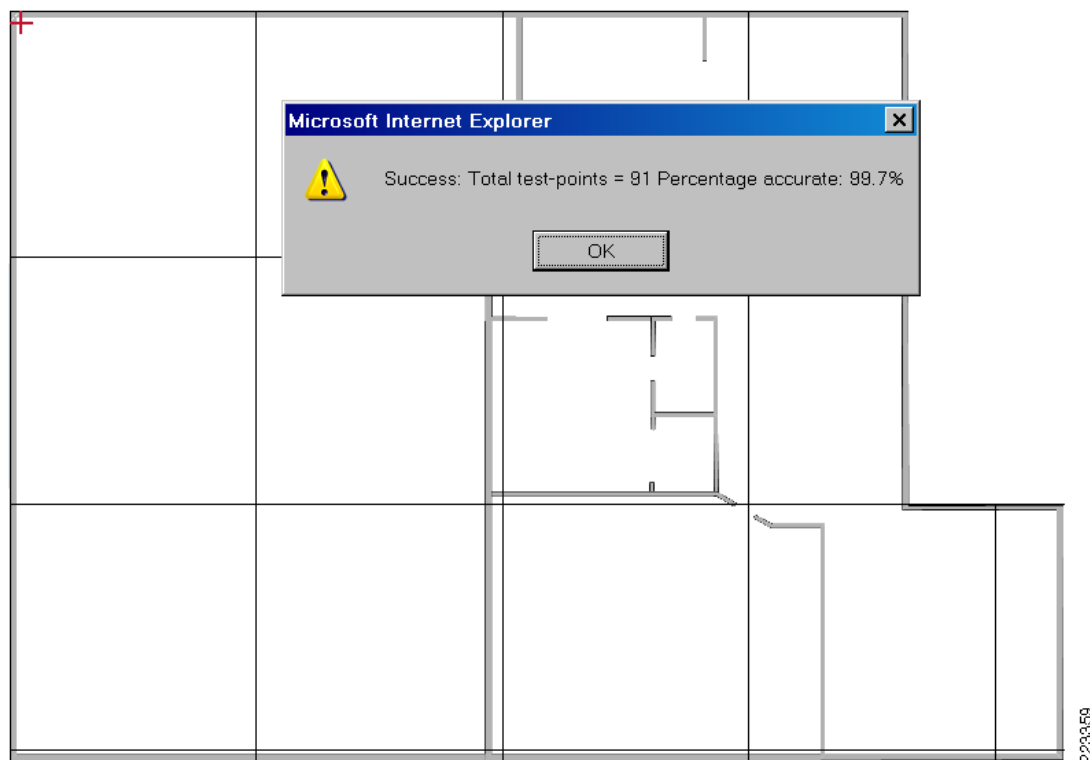 Microsoft Internet Explorer
Success: Total test-points = 91 Percentage accurate: 99.7%
OK
223359